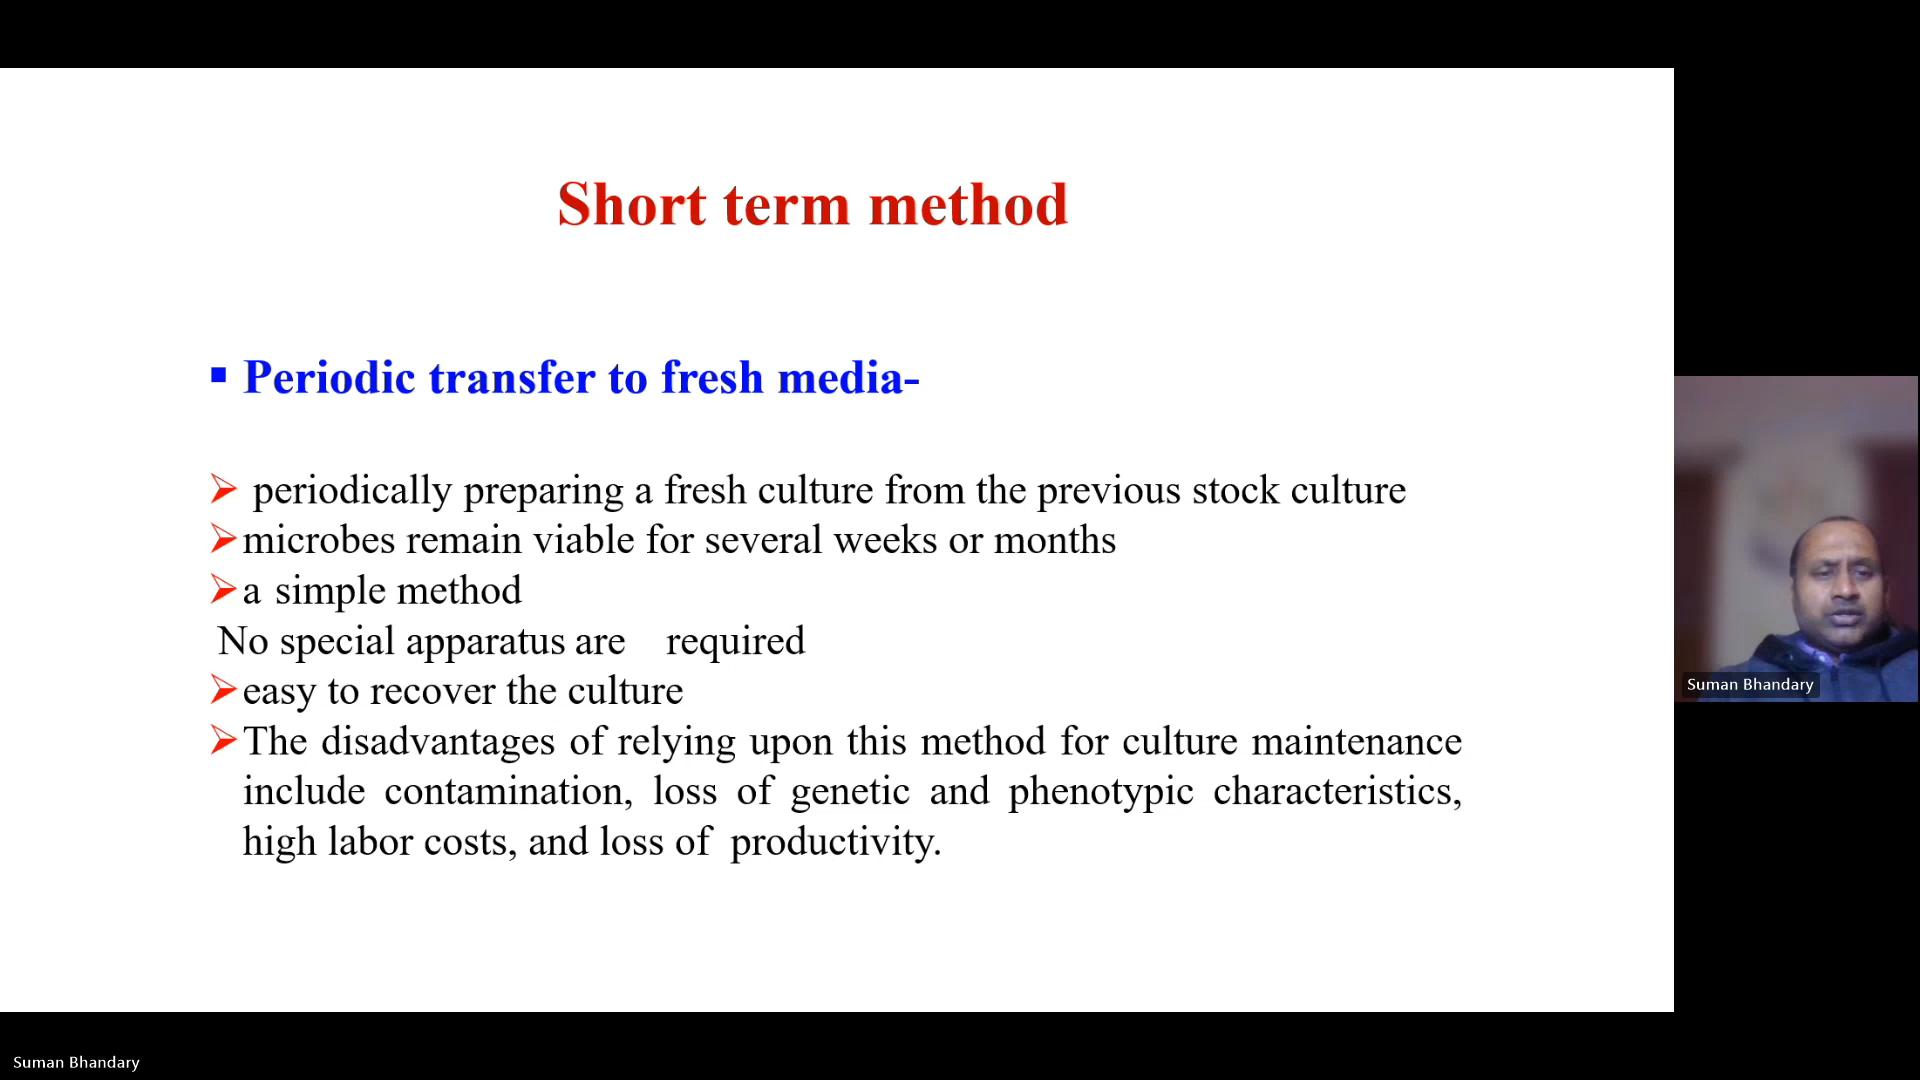 Short term method
Periodic transfer to fresh media-
periodically preparing a fresh culture from the previous stock culture
microbes remain viable for several weeks or months
a simple method
No special apparatus are required
easy to recover the culture
The disadvantages of relying upon this method for culture maintenance
include contamination, loss of genetic and phenotypic characteristics,
high labor costs, and loss of productivity.
Suman Bhandary
Suman Bhandary